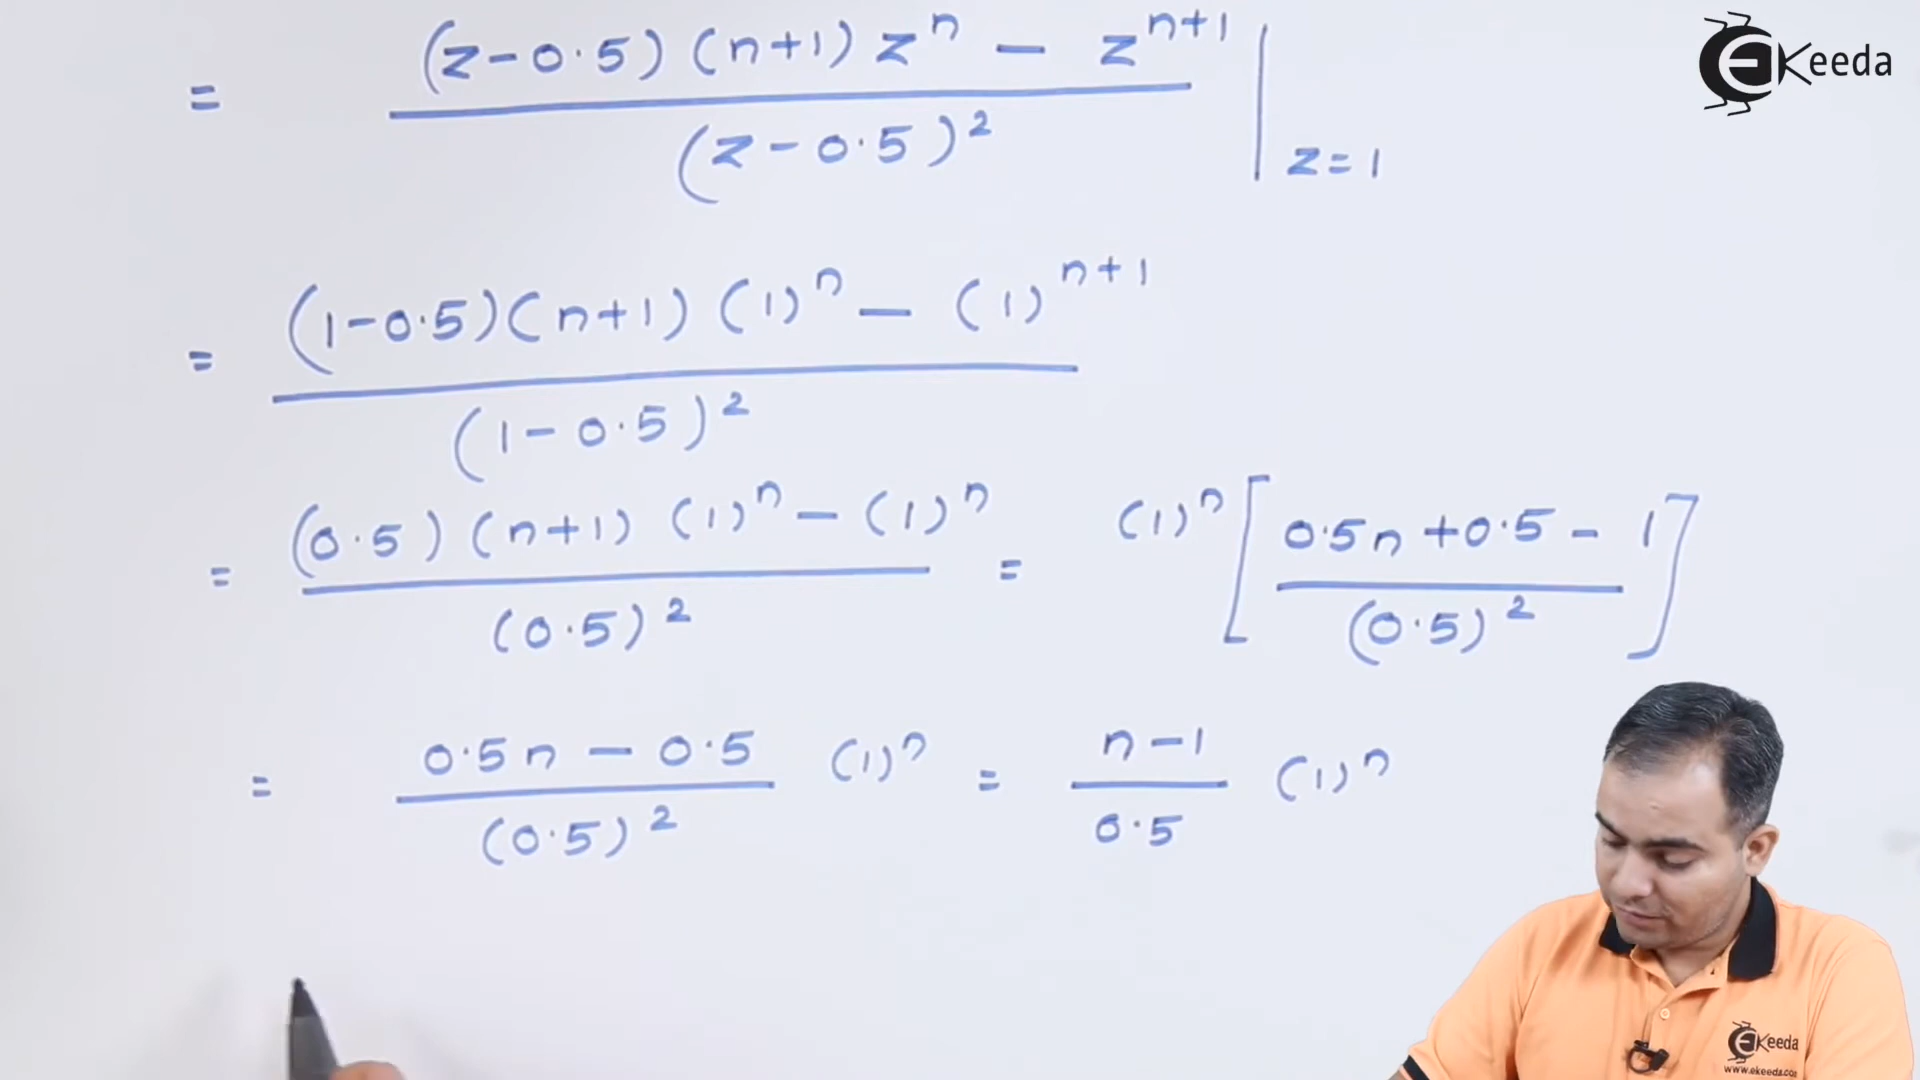 EKeeda
= (z-0.5)(n+1) z^n - z^(n+1) / (z-0.5)^2 | z=1
= (1-0.5)(n+1)(1)^n - (1)^(n+1) / (1-0.5)^2
= (0.5)(n+1)(1)^n - (1)^n / (0.5)^2 = (1)^n [0.5n+0.5-1 / (0.5)^2]
= 0.5n - 0.5 / (0.5)^2 (1)^n = n-1 / 0.5 (1)^n
EKeeda
www.ekeeda.com